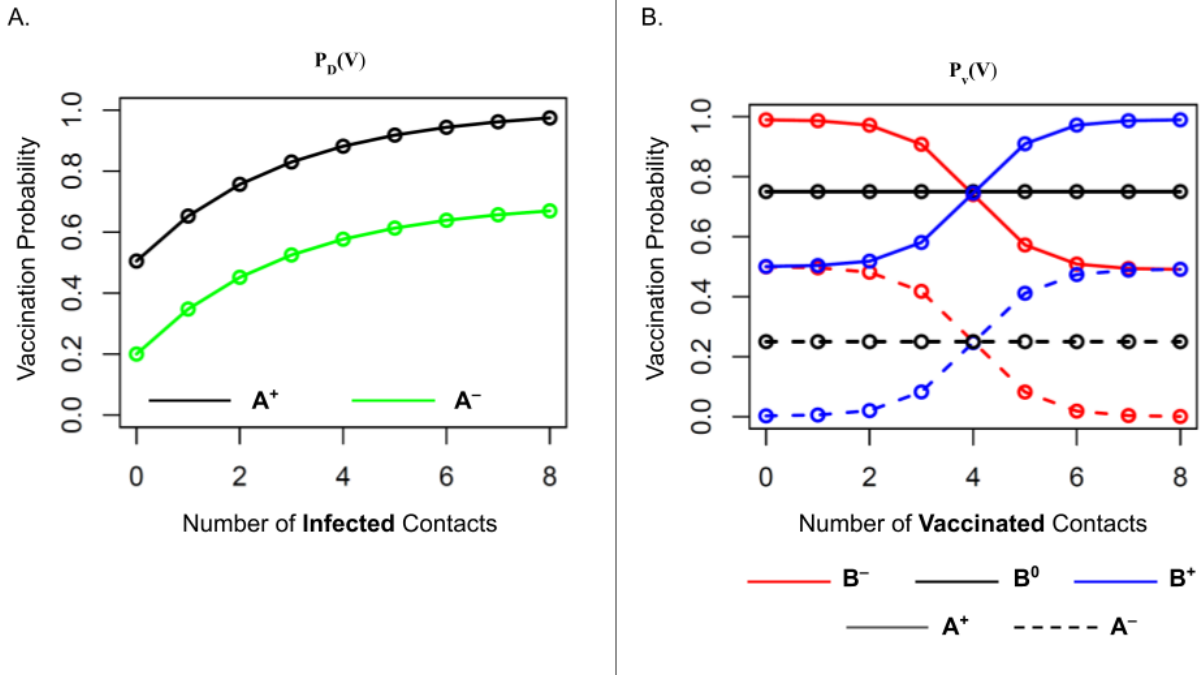 A.
P_D(V)
Vaccination Probability
1.0
0.8
0.6
0.4
0.2
0.0
A⁺ A⁻
0 2 4 6 8
Number of Infected Contacts
B.
P_v(V)
Vaccination Probability
1.0
0.8
0.6
0.4
0.2
0.0
0 2 4 6 8
Number of Vaccinated Contacts
B⁻ B⁰ B⁺
A⁺ A⁻